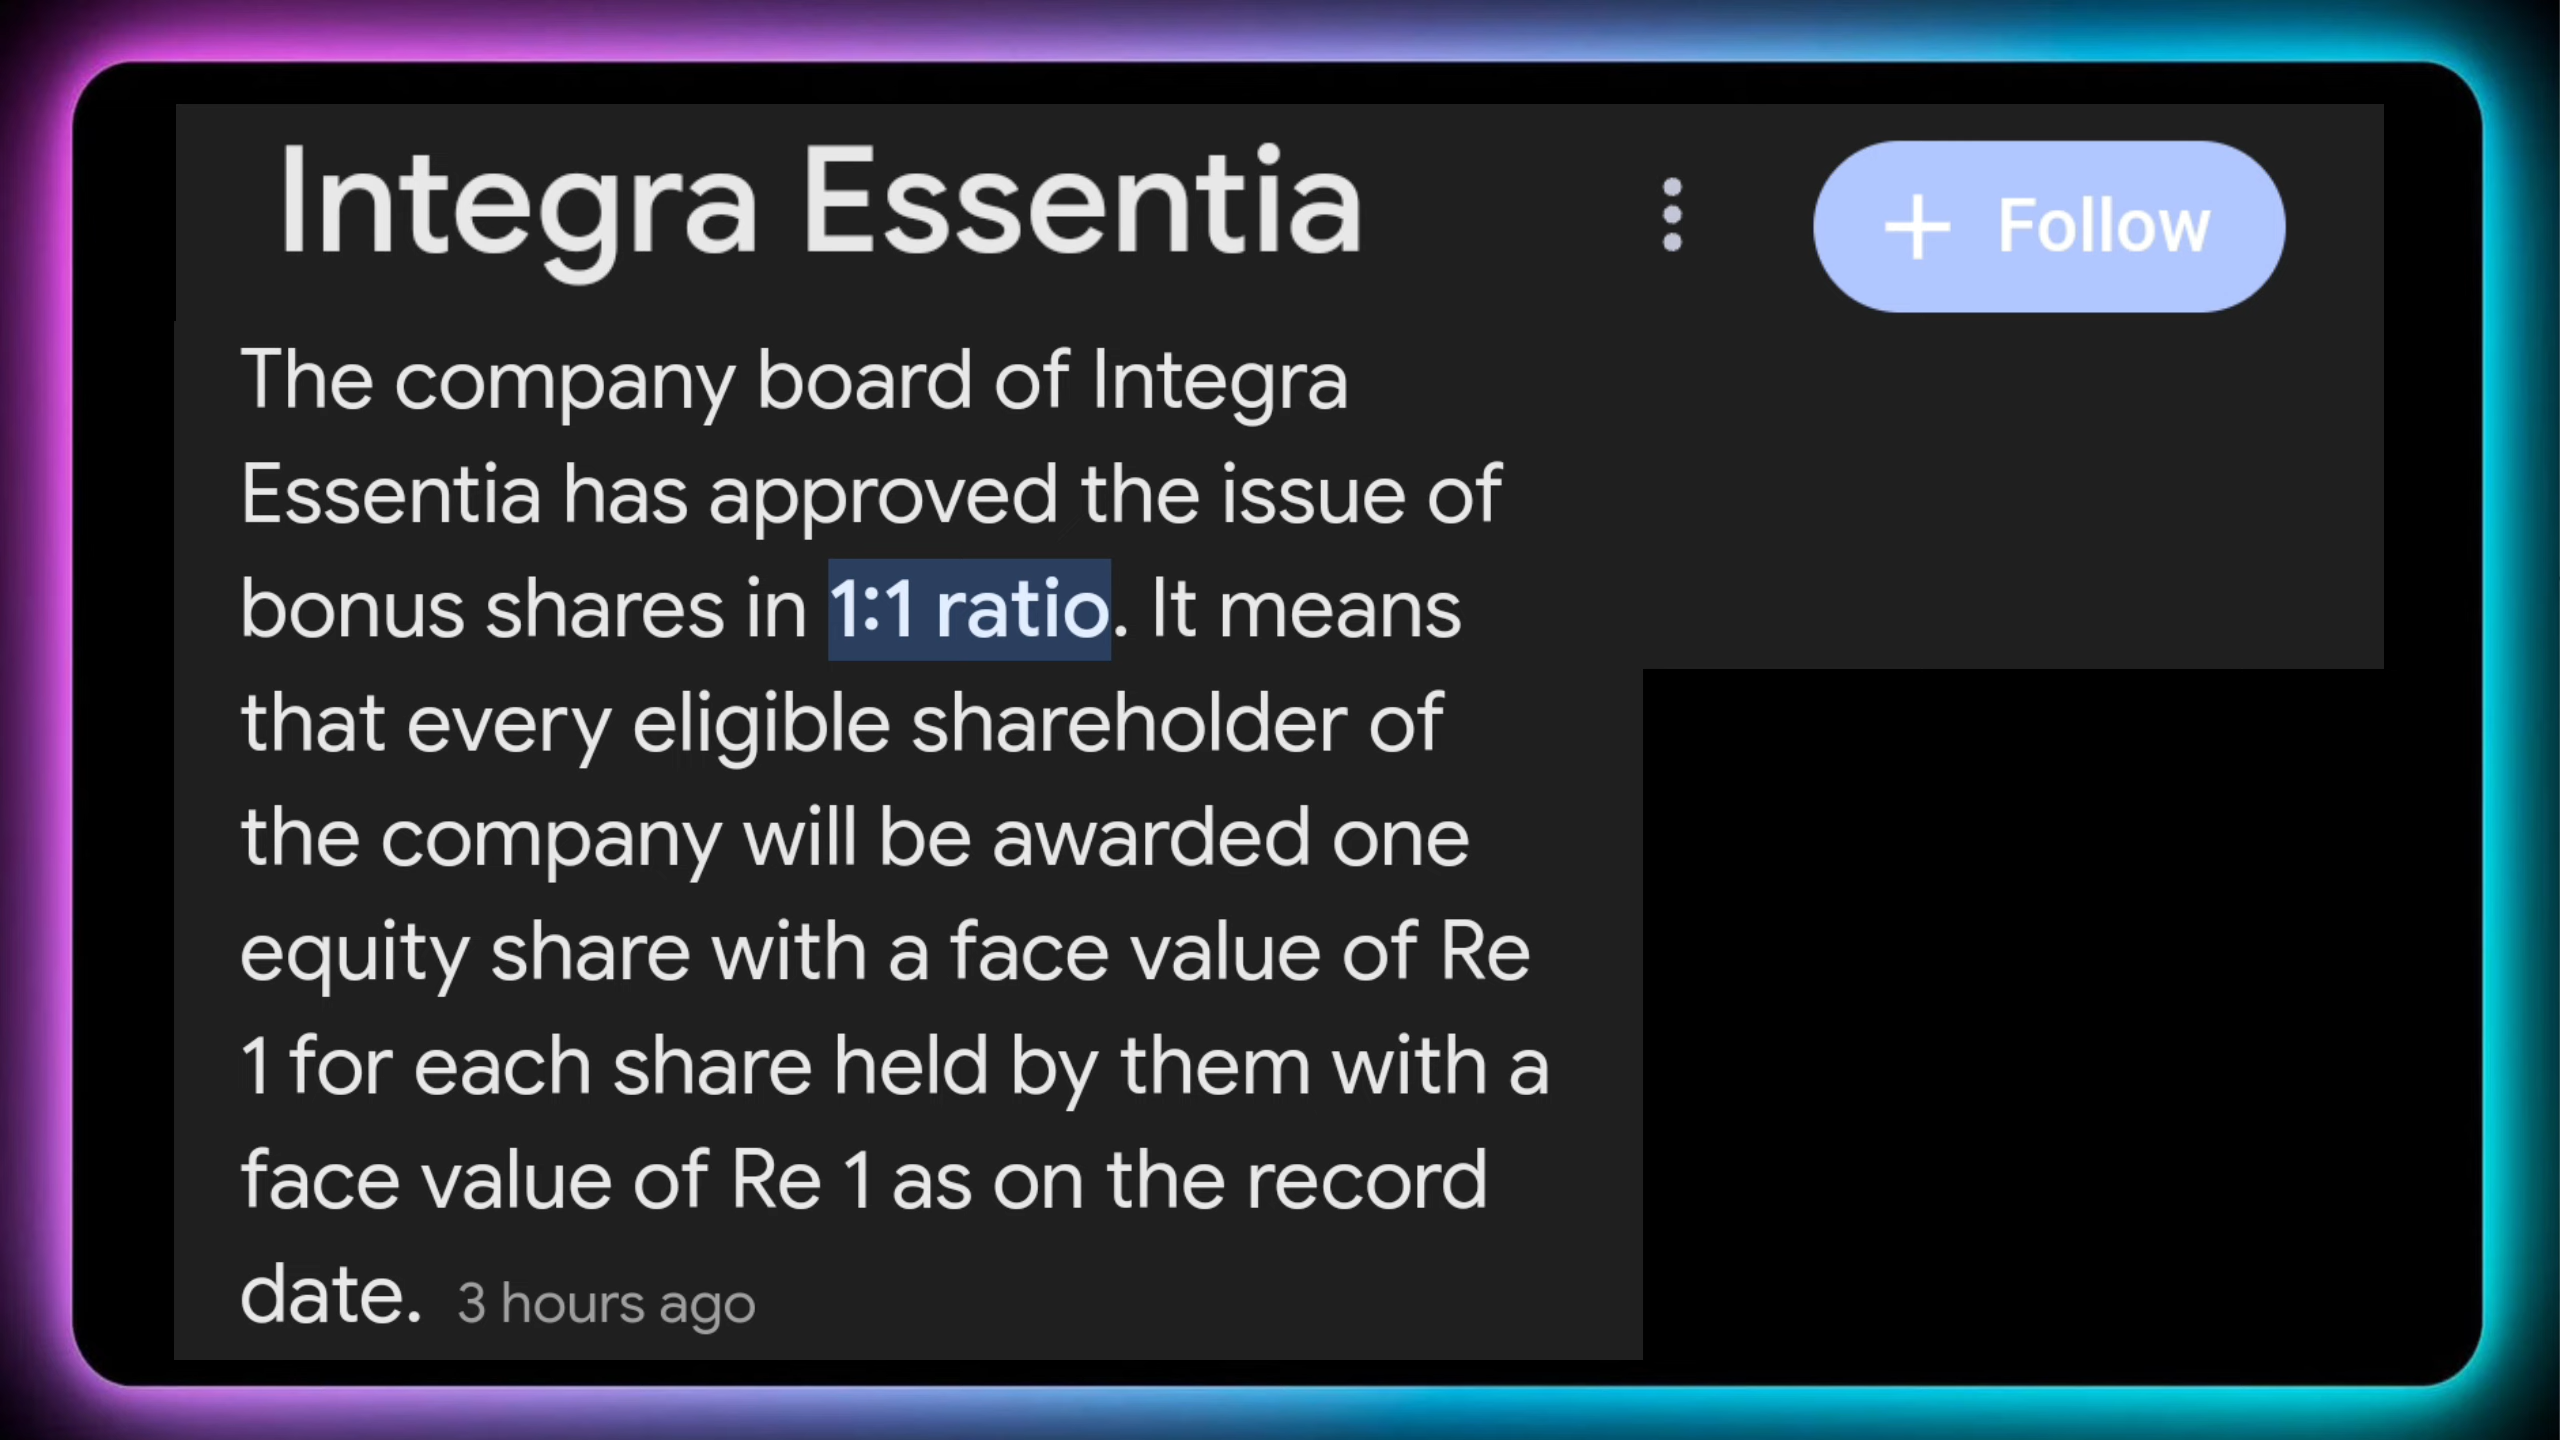 Integra Essentia
+ Follow
The company board of Integra
Essentia has approved the issue of
bonus shares in 1:1 ratio. It means
that every eligible shareholder of
the company will be awarded one
equity share with a face value of Re
1 for each share held by them with a
face value of Re 1 as on the record
date. 3 hours ago